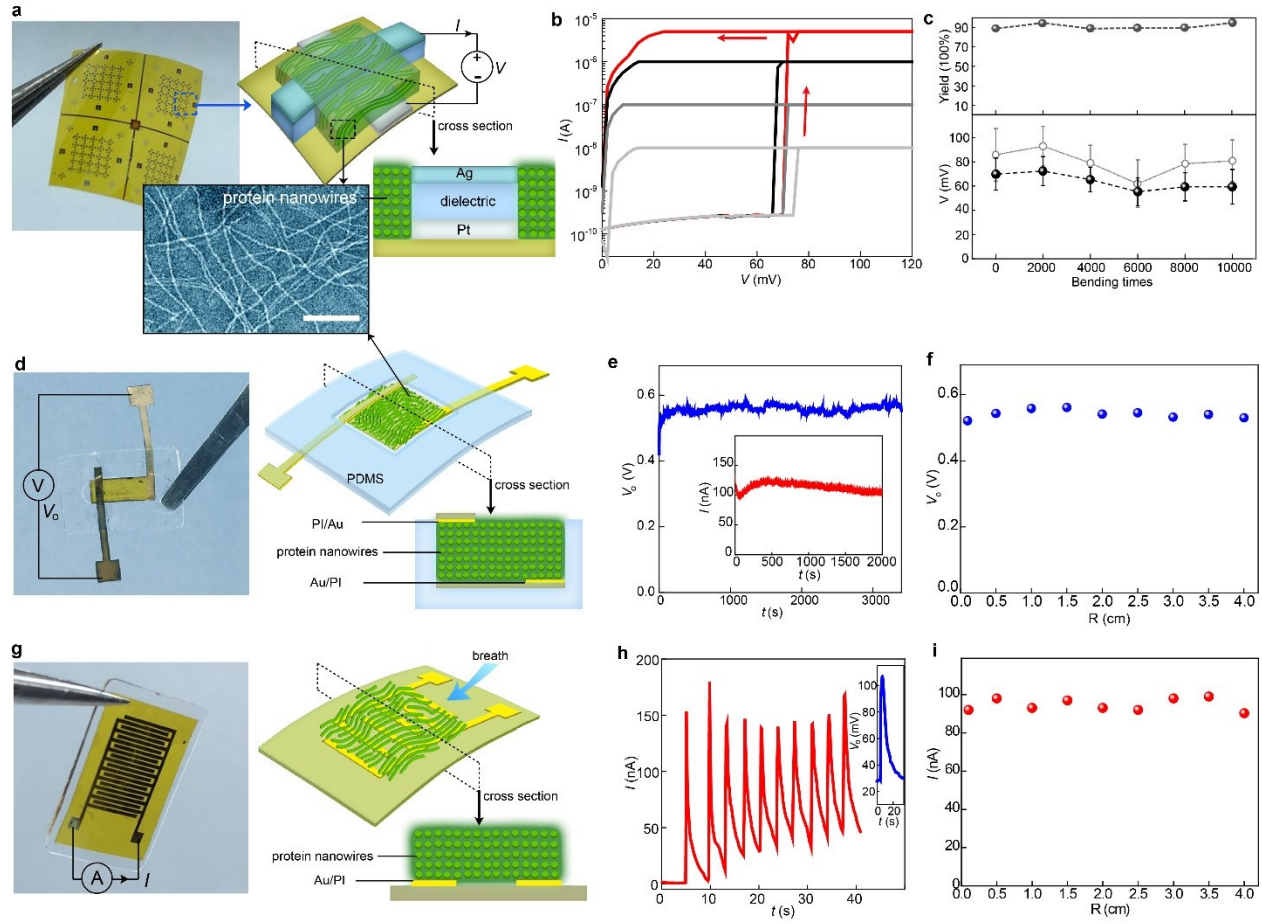 a
I
+
-
V
cross section
Ag
dielectric
Pt
protein nanowires
b
I (A)
10⁻⁵
10⁻⁶
10⁻⁷
10⁻⁸
10⁻⁹
10⁻¹⁰
0 20 40 60 80 100 120
V (mV)
c
Yield (100%)
90
70
50
30
10
V (mV)
100
80
60
40
20
0
0 2000 4000 6000 8000 10000
Bending times
d
V
Vₒ
PDMS
cross section
PI/Au
protein nanowires
Au/PI
e
Vₒ (V)
0.6
0.4
0.2
0.0
0 1000 2000 3000
t (s)
I (nA)
150
100
50
0
0 500 1000 1500 2000
t (s)
f
Vₒ (V)
0.6
0.4
0.2
0.0
0.0 0.5 1.0 1.5 2.0 2.5 3.0 3.5 4.0
R (cm)
g
A
I
breath
cross section
protein nanowires
Au/PI
h
I (nA)
200
150
100
50
0
0 10 20 30 40
t (s)
Vₒ (mV)
100
80
60
40
20
0 20
t (s)
i
I (nA)
100
80
60
40
20
0
0.0 0.5 1.0 1.5 2.0 2.5 3.0 3.5 4.0
R (cm)